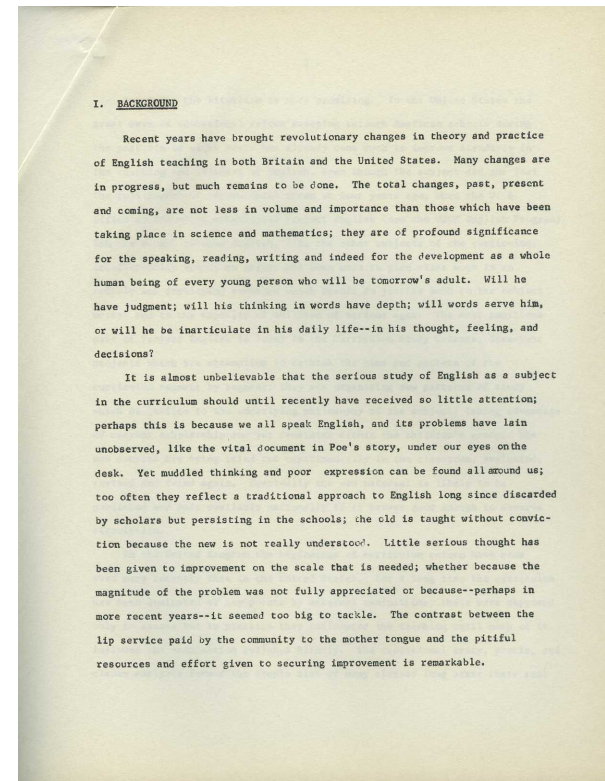 I. BACKGROUND
Recent years have brought revolutionary changes in theory and practice
of English teaching in both Britain and the United States. Many changes are
in progress, but much remains to be done. The total changes, past, present
and coming, are not less in volume and importance than those which have been
taking place in science and mathematics; they are of profound significance
for the speaking, reading, writing and indeed for the development as a whole
human being of every young person who will be tomorrow's adult. Will he
have judgment; will his thinking in words have depth; will words serve him,
or will he be inarticulate in his daily life--in his thought, feeling, and
decisions?
It is almost unbelievable that the serious study of English as a subject
in the curriculum should until recently have received so little attention;
perhaps this is because we all speak English, and its problems have lain
unobserved, like the vital document in Poe's story, under our eyes onthe
desk. Yet muddled thinking and poor expression can be found all around us;
too often they reflect a traditional approach to English long since discarded
by scholars but persisting in the schools; the old is taught without convic-
tion because the new is not really understood. Little serious thought has
been given to improvement on the scale that is needed; whether because the
magnitude of the problem was not fully appreciated or because--perhaps in
more recent years--it seemed too big to tackle. The contrast between the
lip service paid by the community to the mother tongue and the pitiful
resources and effort given to securing improvement is remarkable.